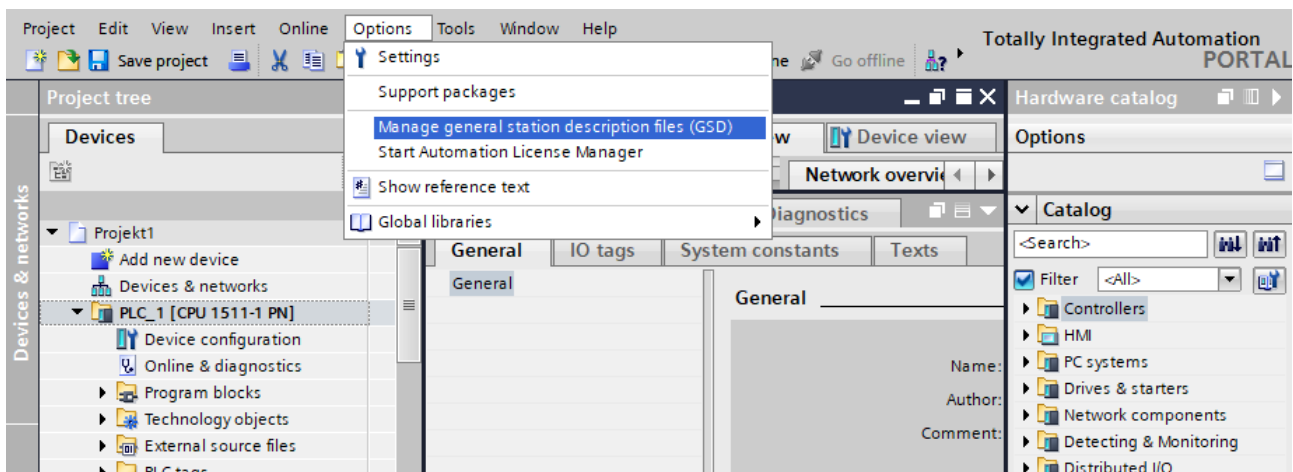 Project Edit View Insert Online Options Tools Window Help
Totally Integrated Automation
PORTAL
Save project
Go offline
Settings
Support packages
Manage general station description files (GSD)
Start Automation License Manager
Show reference text
Global libraries
Project tree
Devices
Devices & networks
Projekt1
Add new device
Devices & networks
PLC_1 [CPU 1511-1 PN]
Device configuration
Online & diagnostics
Program blocks
Technology objects
External source files
PLC tags
Device view
Network overvie
Diagnostics
General IO tags System constants Texts
General
General
Name:
Author:
Comment:
Hardware catalog
Options
Catalog
<Search>
Filter <All>
Controllers
HMI
PC systems
Drives & starters
Network components
Detecting & Monitoring
Distributed I/O